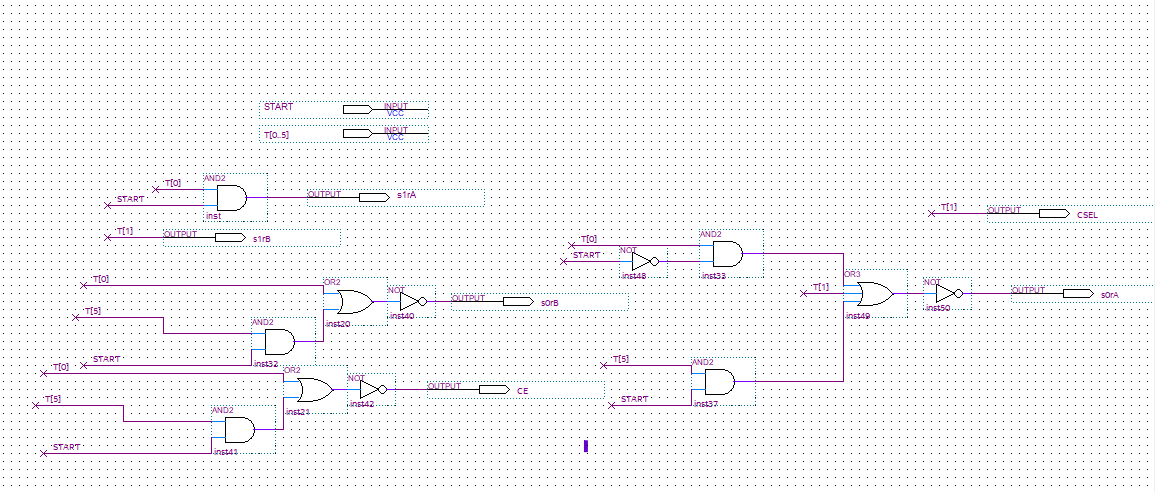 START INPUT
VCC
T[0..5] INPUT
VCC
T[0] AND2
START inst
OUTPUT s1rA
T[1] OUTPUT s1rB
T[1] OUTPUT CSEL
T[0] AND2
START NOT
inst48 inst33
T[0] OR2
NOT
OUTPUT s0rB
inst20 inst40
T[5] AND2
START inst32
OR3
T[1] NOT
OUTPUT s0rA
inst49 inst50
T[0] OR2
NOT
OUTPUT CE
inst21 inst42
T[5] AND2
START inst41
T[5] AND2
START inst37